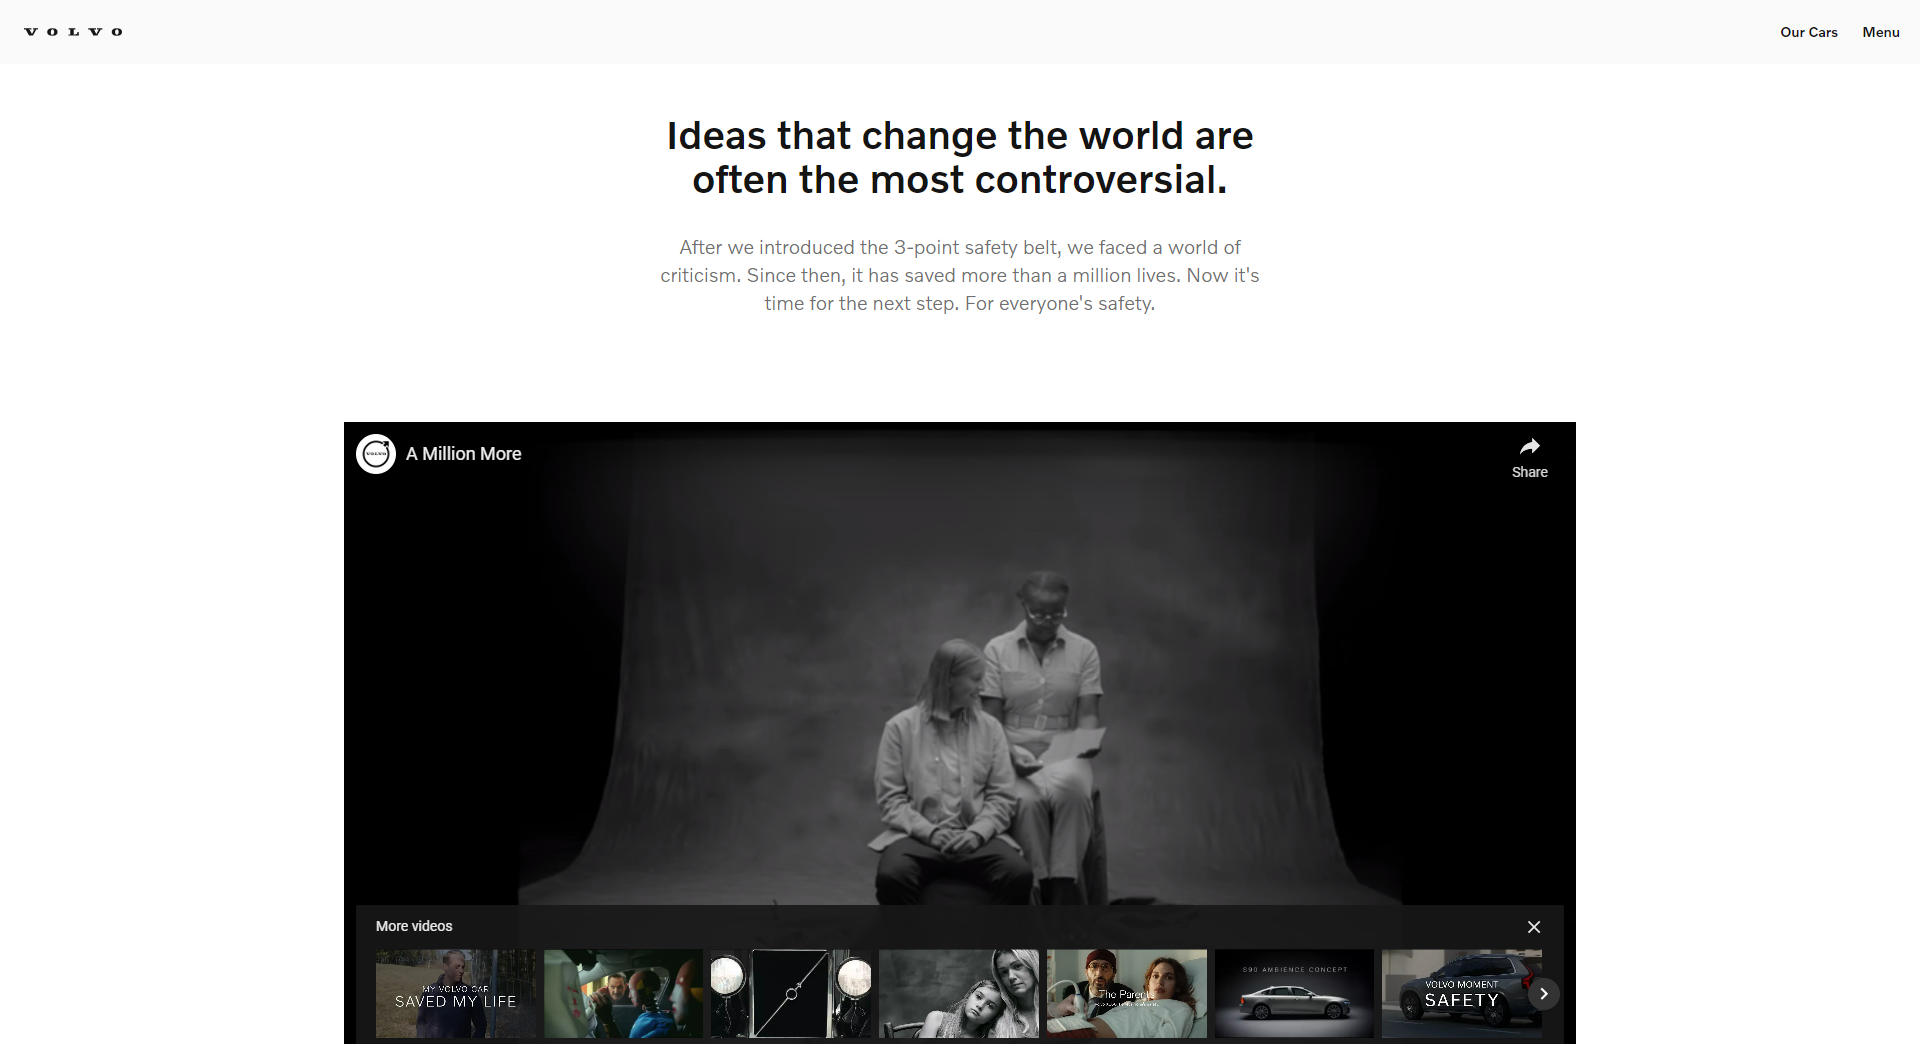 VOLVO
Our Cars
Menu
Ideas that change the world are
often the most controversial.
After we introduced the 3-point safety belt, we faced a world of
criticism. Since then, it has saved more than a million lives. Now it's
time for the next step. For everyone's safety.
VOLVO
A Million More
Share
More videos
MY VOLVO CAR
SAVED MY LIFE
The Parents
S90 AMBIENCE CONCEPT
VOLVO MOMENT
SAFETY